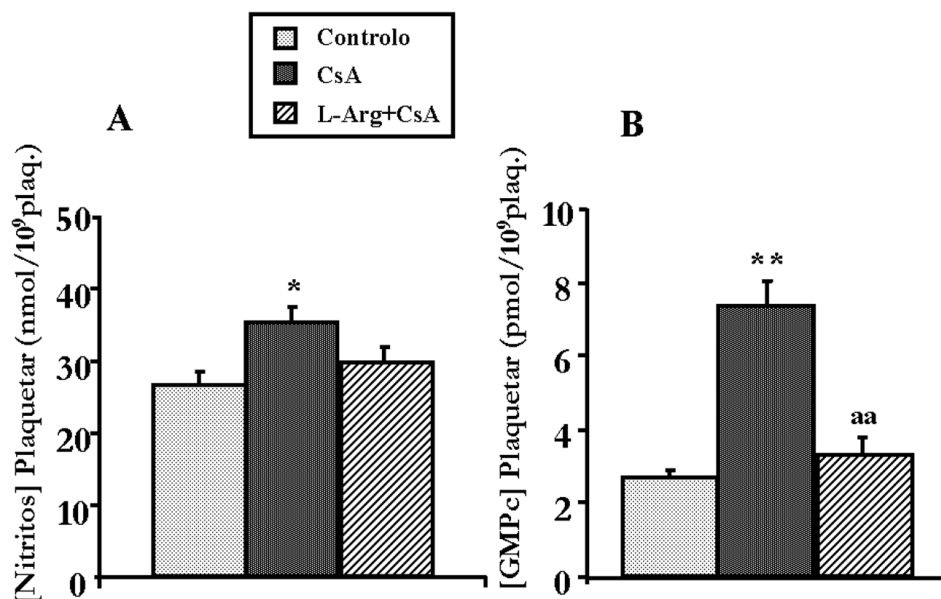 Controlo
CsA
L-Arg+CsA
A
[Nitritos] Plaquetar (nmol/10⁹plaq.)
50
40
30
20
10
0
*
B
[GMPc] Plaquetar (pmol/10⁹plaq.)
10
8
6
4
2
0
**
aa